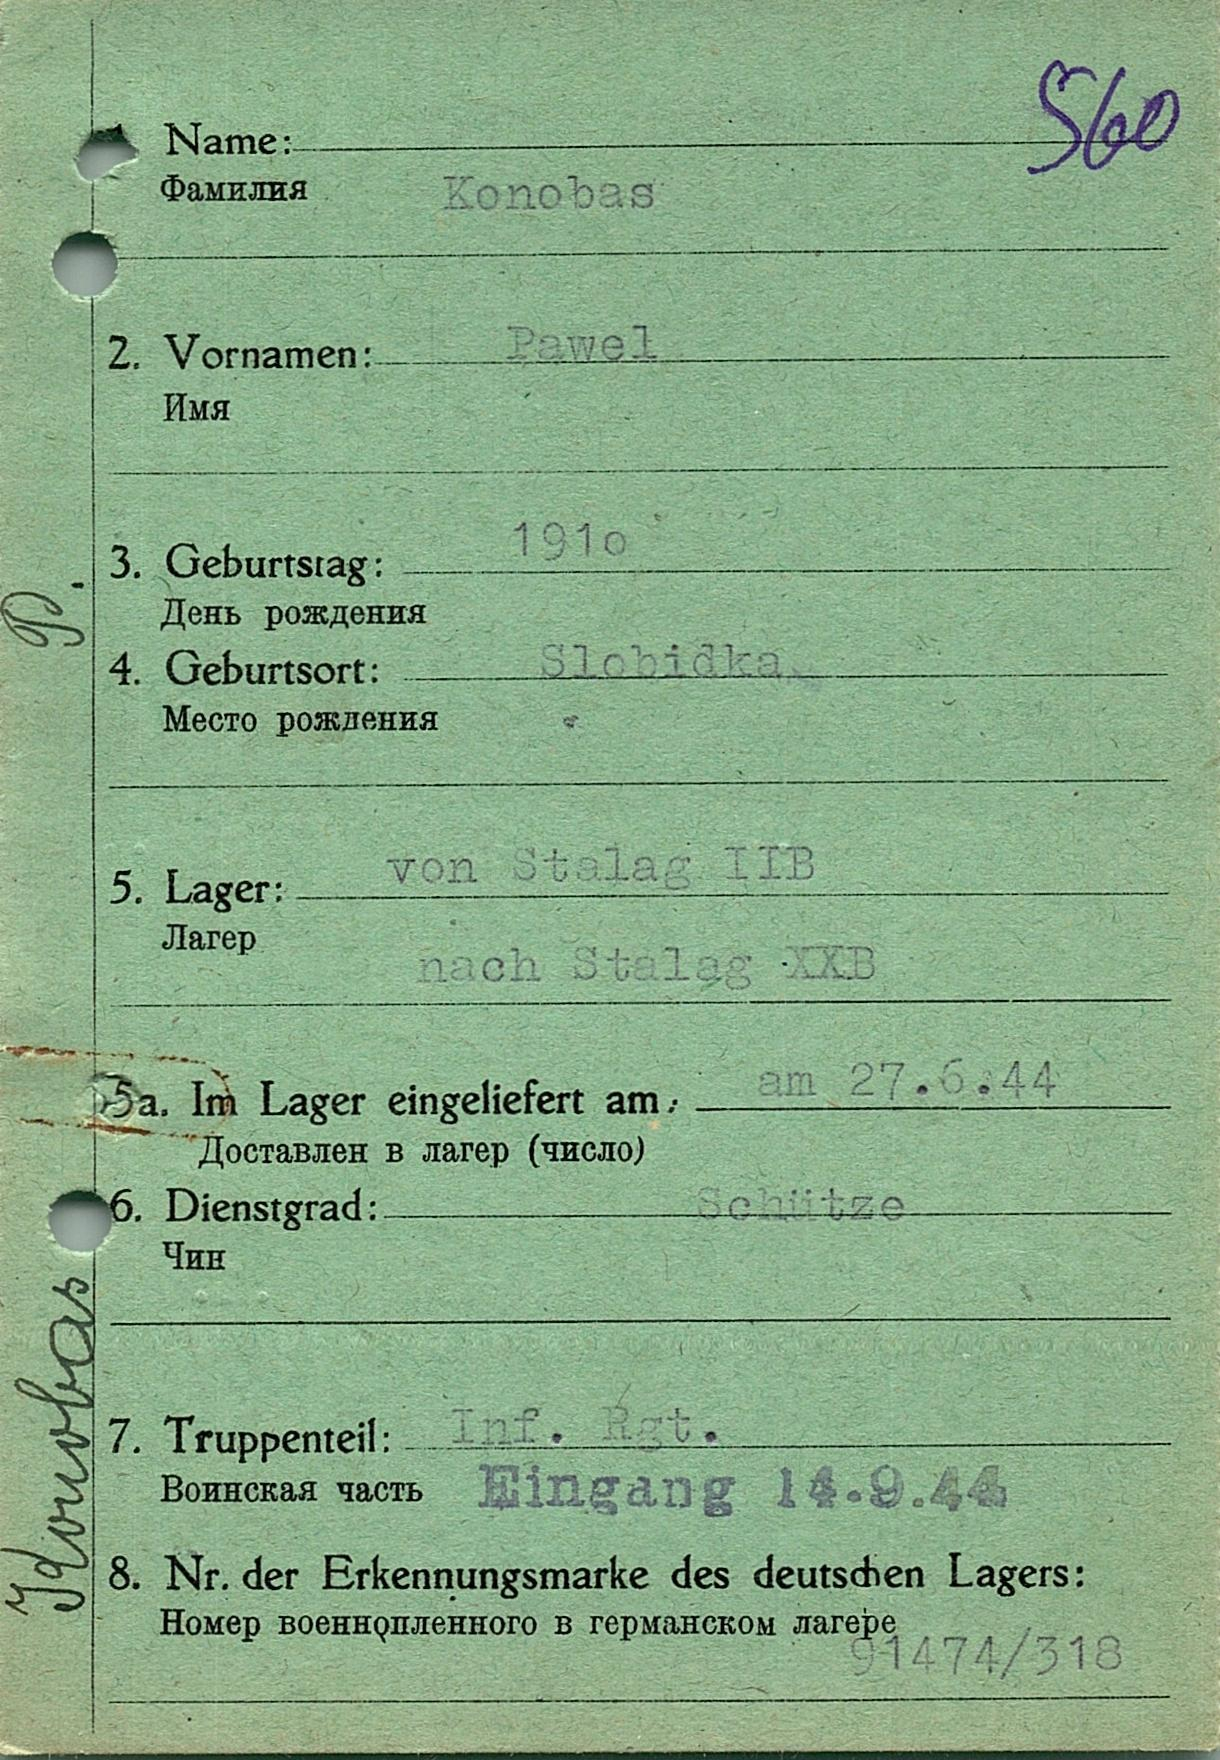 560
Name:
Фамилия
Konobas
2. Vornamen: Pawel
Имя
3. Geburtstag: 191o
День рождения
4. Geburtsort: Slobidka
Место рождения
5. Lager: von Stalag IIB
Лагер
nach Stalag XXB
5a. Im Lager eingeliefert am: am 27.6.44
Доставлен в лагер (число)
6. Dienstgrad: Schütze
Чин
7. Truppenteil: Inf. Rgt.
Воинская часть Eingang 14.9.44
8. Nr. der Erkennungsmarke des deutschen Lagers:
Номер военнопленного в германском лагере
91474/318
Konobas P.